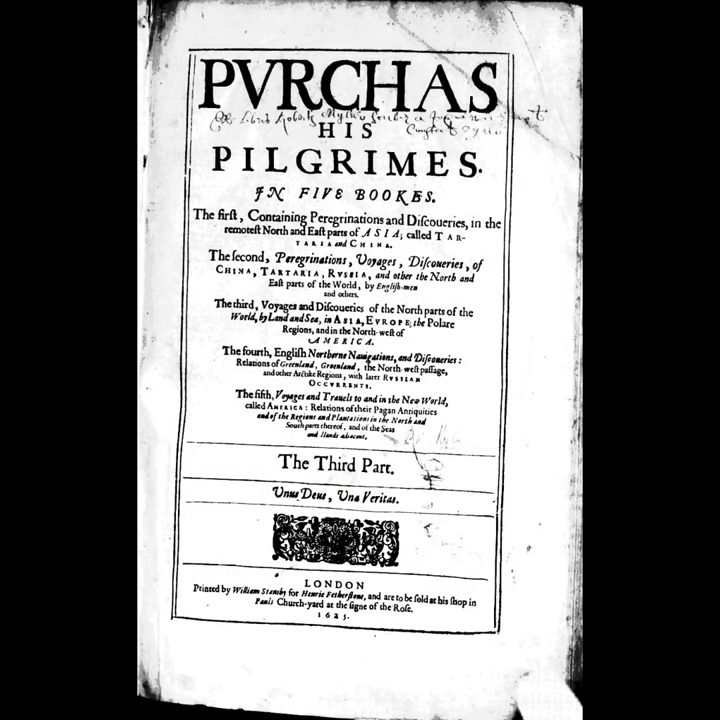 PVRCHAS
HIS
PILGRIMES.
IN FIVE BOOKES.
The first, Containing Peregrinations and Discoueries, in the
remotest North and East parts of ASIA; called TAR-
TARIA and CHINA.
The second, Peregrinations, Voyages, Discoueries, of
CHINA, TARTARIA, RVSSIA, and other the North and
East parts of the World, by English-men
and others.
The third, Voyages and Discoueries of the North parts of the
World, by Land and Sea, in ASIA, EVROPE, the Polare
Regions, and in the North-west of
AMERICA.
The fourth, English Northerne Nauigations, and Discoueries:
Relations of Greenland, Groenland, the North-west passage,
and other Arctike Regions, with later RVSSIAN
OCCVRRENTS.
The fifth, Voyages and Trauels to and in the New World,
called AMERICA: Relations of their Pagan Antiquities
and of the Regions and Plantations in the North and
South parts thereof, and of the Seas
and Ilands adiacent.
The Third Part.
Unus Deus, Una Veritas.
LONDON
Printed by William Stansby for Henrie Fetherstone, and are to be sold at his shop in
Pauls Church-yard at the signe of the Rose.
1625.